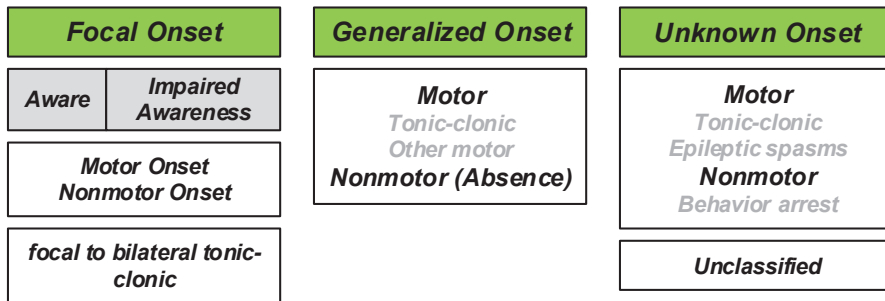 Focal Onset
Aware
Impaired
Awareness
Motor Onset
Nonmotor Onset
focal to bilateral tonic-
clonic
Generalized Onset
Motor
Tonic-clonic
Other motor
Nonmotor (Absence)
Unknown Onset
Motor
Tonic-clonic
Epileptic spasms
Nonmotor
Behavior arrest
Unclassified